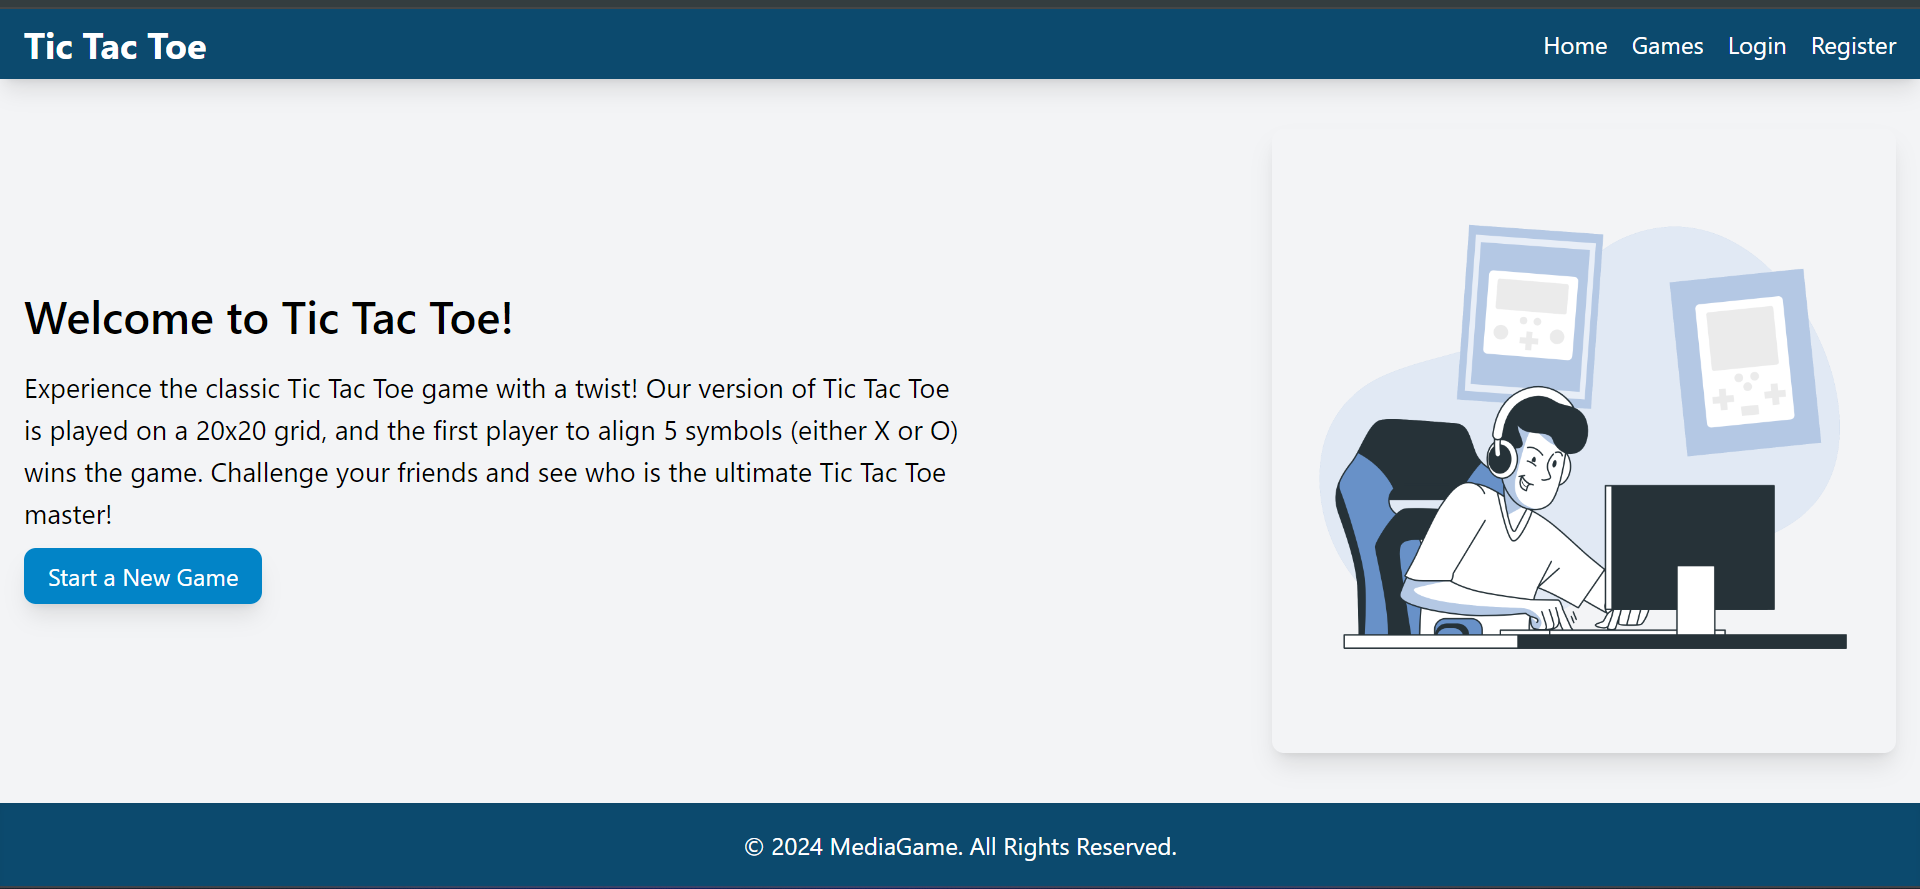 Tic Tac Toe
Home Games Login Register
Welcome to Tic Tac Toe!
Experience the classic Tic Tac Toe game with a twist! Our version of Tic Tac Toe
is played on a 20x20 grid, and the first player to align 5 symbols (either X or O)
wins the game. Challenge your friends and see who is the ultimate Tic Tac Toe
master!
Start a New Game
© 2024 MediaGame. All Rights Reserved.